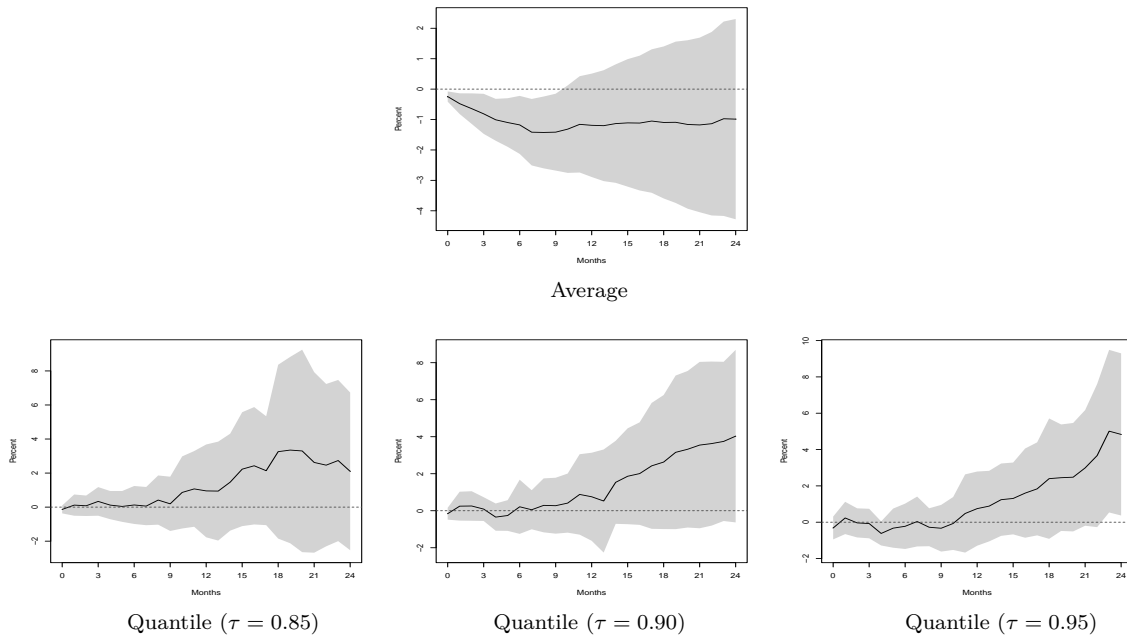 2
1
0
−1
−2
−3
−4
Percent
0 3 6 9 12 15 18 21 24
Months
Average
8
6
4
2
0
−2
Percent
0 3 6 9 12 15 18 21 24
Months
Quantile (τ = 0.85)
8
6
4
2
0
−2
Percent
0 3 6 9 12 15 18 21 24
Months
Quantile (τ = 0.90)
10
8
6
4
2
0
−2
Percent
0 3 6 9 12 15 18 21 24
Months
Quantile (τ = 0.95)